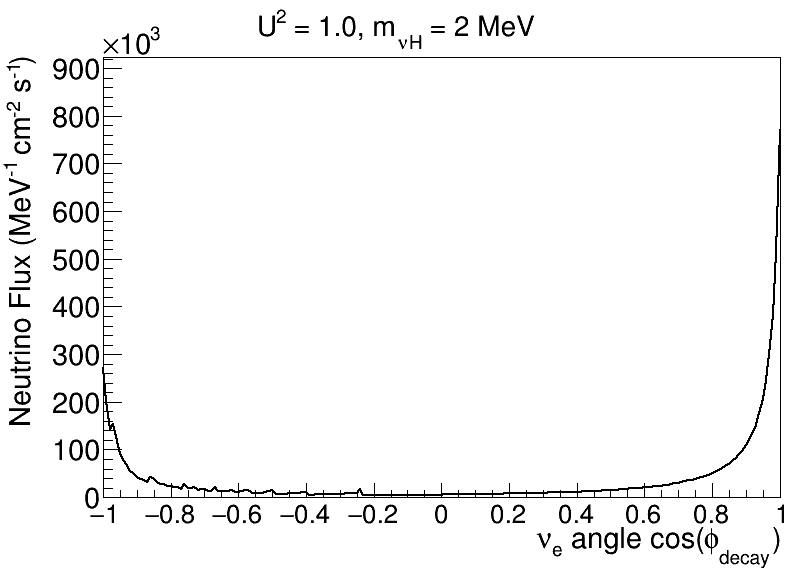 U² = 1.0, m_νH = 2 MeV
×10³
Neutrino Flux (MeV⁻¹ cm⁻² s⁻¹)
900
800
700
600
500
400
300
200
100
0
−1 −0.8 −0.6 −0.4 −0.2 0 0.2 0.4 0.6 0.8 1
ν_e angle cos(ϕ_decay)